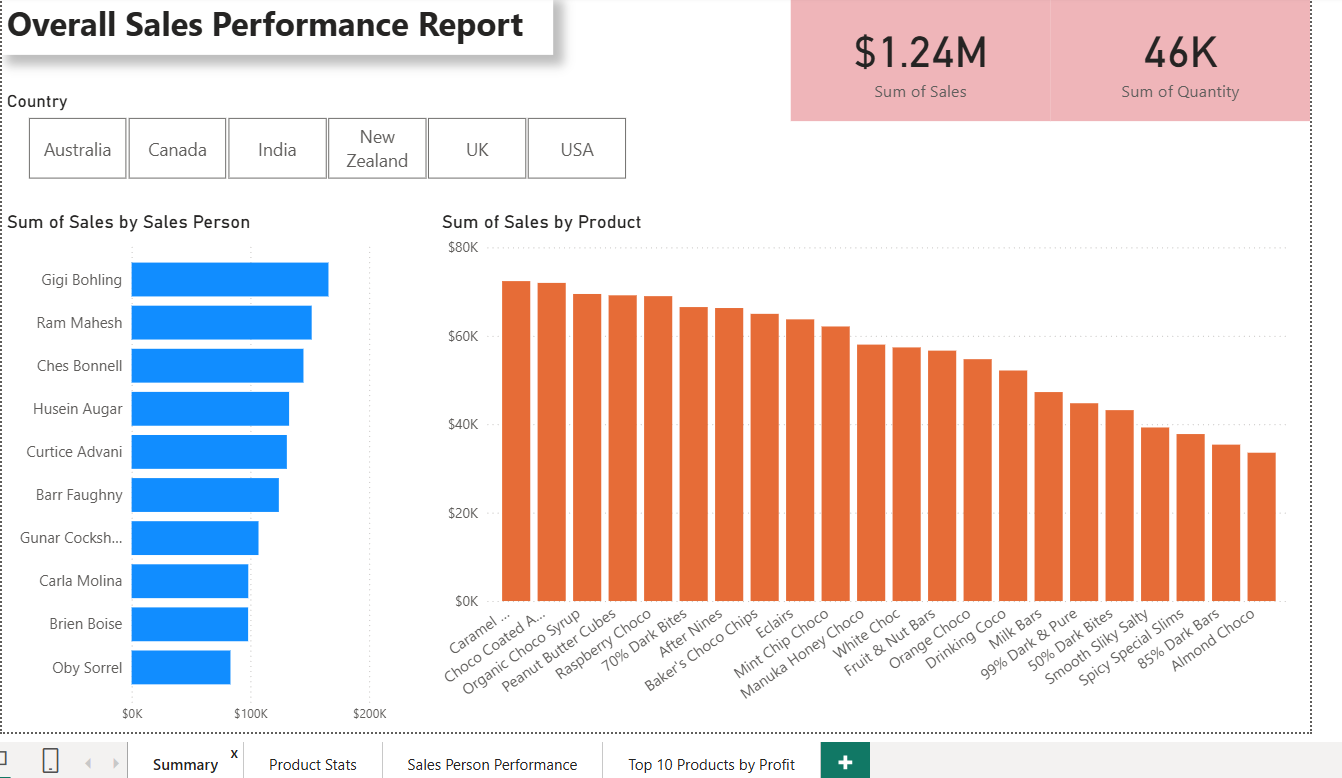 Overall Sales Performance Report
$1.24M
Sum of Sales
46K
Sum of Quantity
Country
Australia
Canada
India
New
Zealand
UK
USA
Sum of Sales by Sales Person
Gigi Bohling
Ram Mahesh
Ches Bonnell
Husein Augar
Curtice Advani
Barr Faughny
Gunar Cocksh...
Carla Molina
Brien Boise
Oby Sorrel
$0K
$100K
$200K
Sum of Sales by Product
$80K
$60K
$40K
$20K
$0K
Caramel ...
Choco Coated A...
Organic Choco Syrup
Peanut Butter Cubes
Raspberry Choco
70% Dark Bites
After Nines
Baker's Choco Chips
Eclairs
Mint Chip Choco
Manuka Honey Choco
White Choc
Fruit & Nut Bars
Orange Choco
Drinking Coco
Milk Bars
99% Dark & Pure
50% Dark Bites
Smooth Sliky Salty
Spicy Special Slims
85% Dark Bars
Almond Choco
Summary
x
Product Stats
Sales Person Performance
Top 10 Products by Profit
+